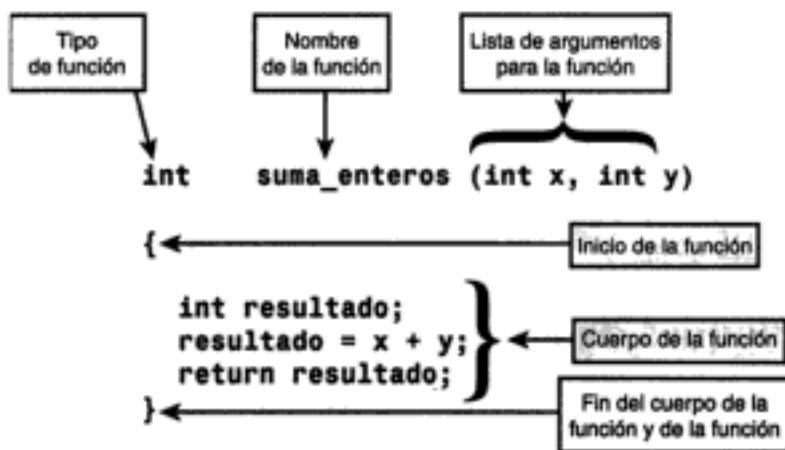 Tipo
de función
Nombre
de la función
Lista de argumentos
para la función
int suma_enteros (int x, int y)
{
Inicio de la función
int resultado;
resultado = x + y;
return resultado;
Cuerpo de la función
}
Fin del cuerpo de la
función y de la función